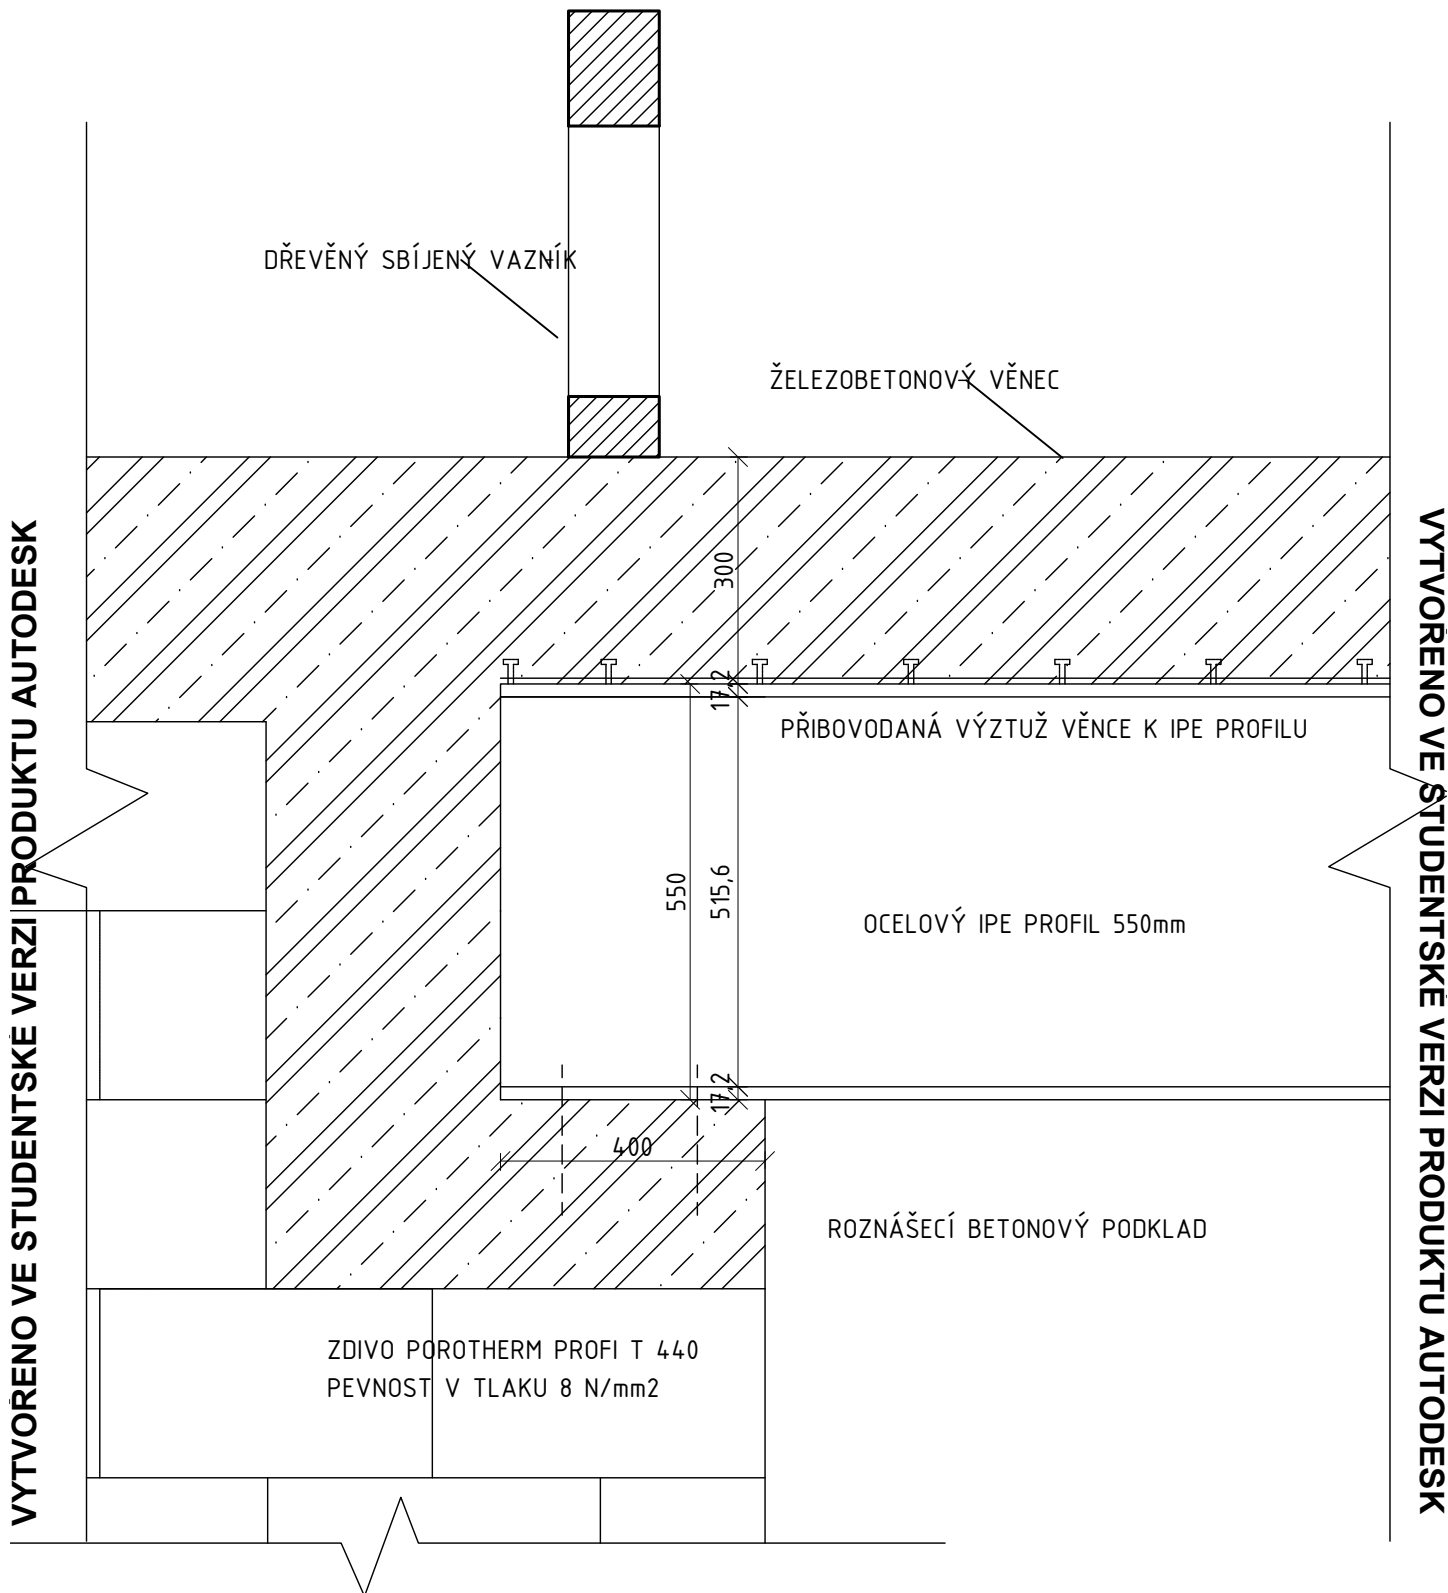 DŘEVĚNÝ SBÍJENÝ VAZNÍK
ŽELEZOBETONOVÝ VĚNEC
300
17,2
PŘIBOVODANÁ VÝZTUŽ VĚNCE K IPE PROFILU
550
515,6
OCELOVÝ IPE PROFIL 550mm
17,2
400
ROZNÁŠECÍ BETONOVÝ PODKLAD
ZDIVO POROTHERM PROFI T 440
PEVNOST V TLAKU 8 N/mm2
VYTVOŘENO VE STUDENTSKÉ VERZI PRODUKTU AUTODESK
VYTVOŘENO VE STUDENTSKÉ VERZI PRODUKTU AUTODESK